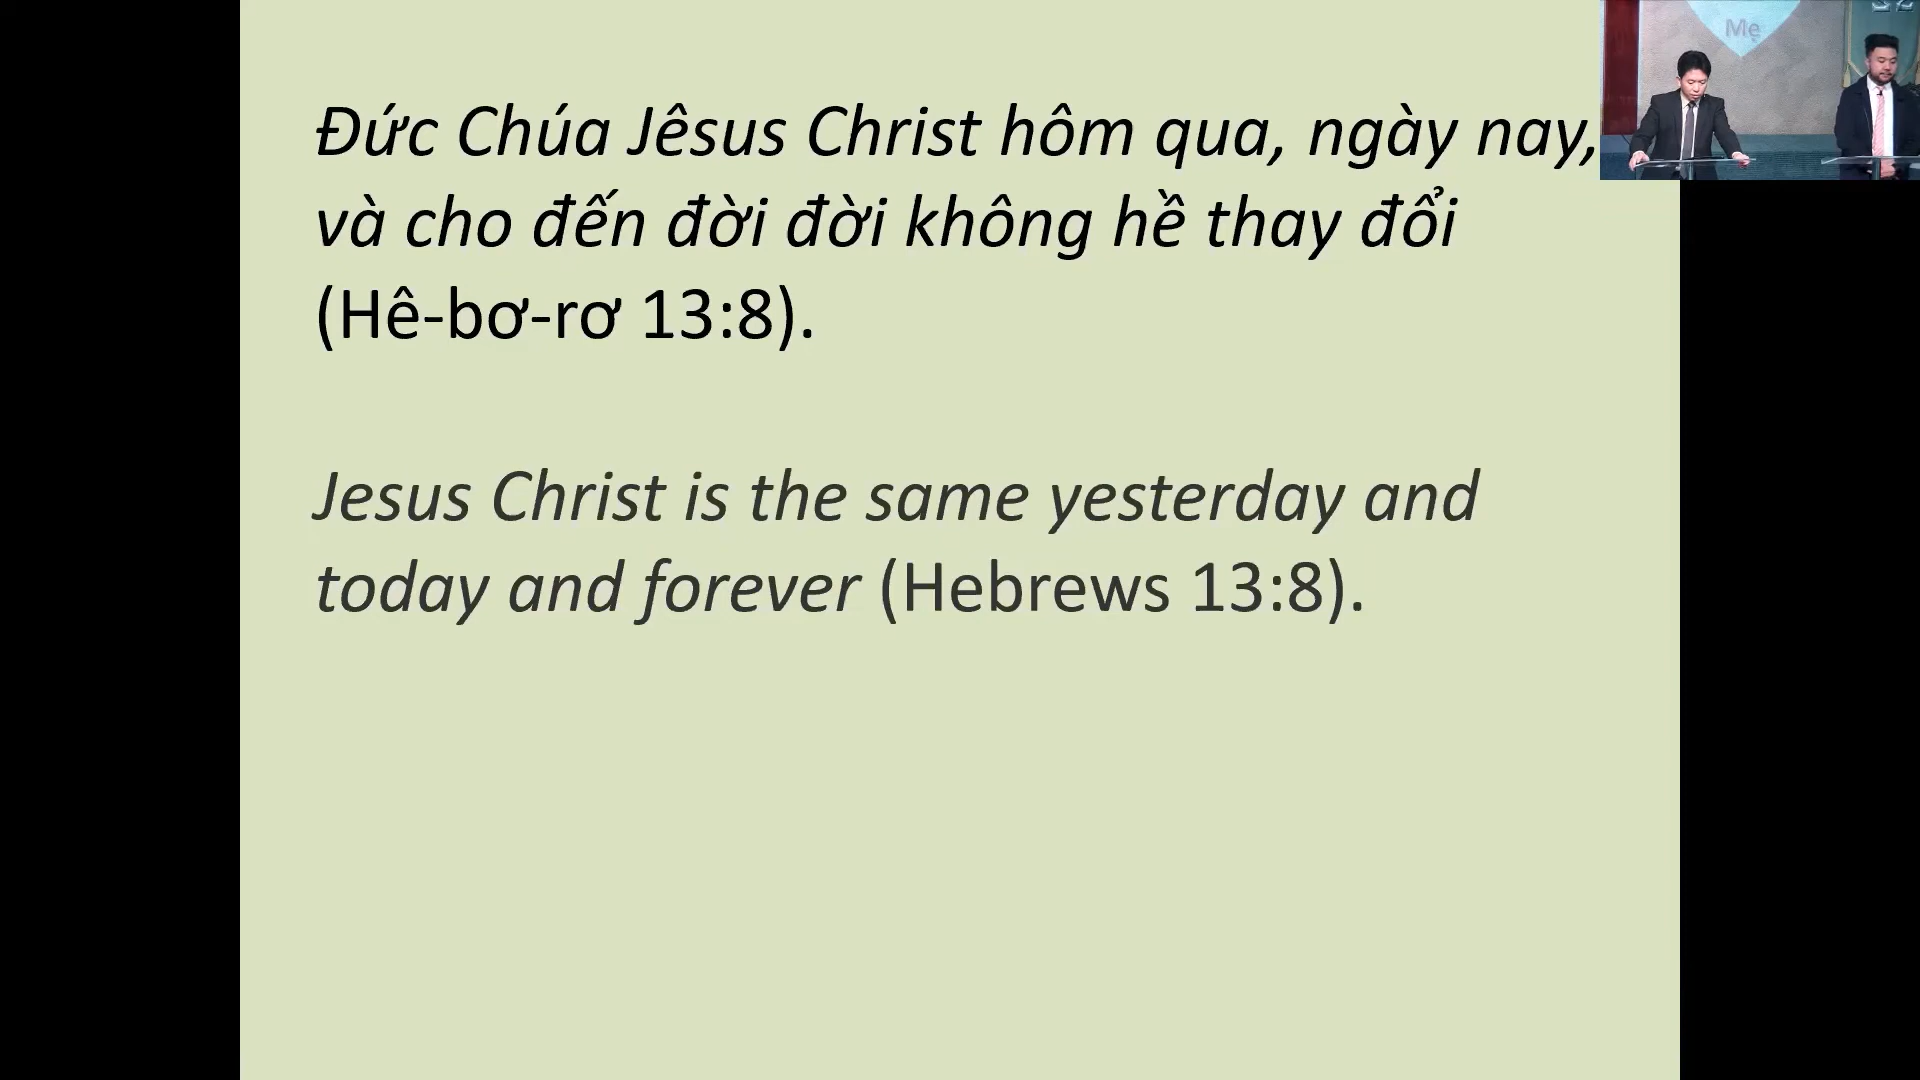 Đức Chúa Jêsus Christ hôm qua, ngày nay,
và cho đến đời đời không hề thay đổi
(Hê-bơ-rơ 13:8).
Jesus Christ is the same yesterday and
today and forever (Hebrews 13:8).
Mẹ